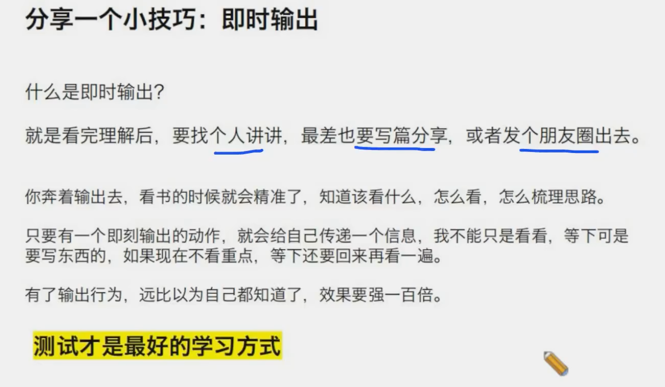 分享一个小技巧：即时输出
什么是即时输出？
就是看完理解后，要找个人讲讲，最差也要写篇分享，或者发个朋友圈出去。
你奔着输出去，看书的时候就会精准了，知道该看什么，怎么看，怎么梳理思路。
只要有一个即刻输出的动作，就会给自己传递一个信息，我不能只是看看，等下可是
要写东西的，如果现在不看重点，等下还要回来再看一遍。
有了输出行为，远比以为自己都知道了，效果要强一百倍。
测试才是最好的学习方式